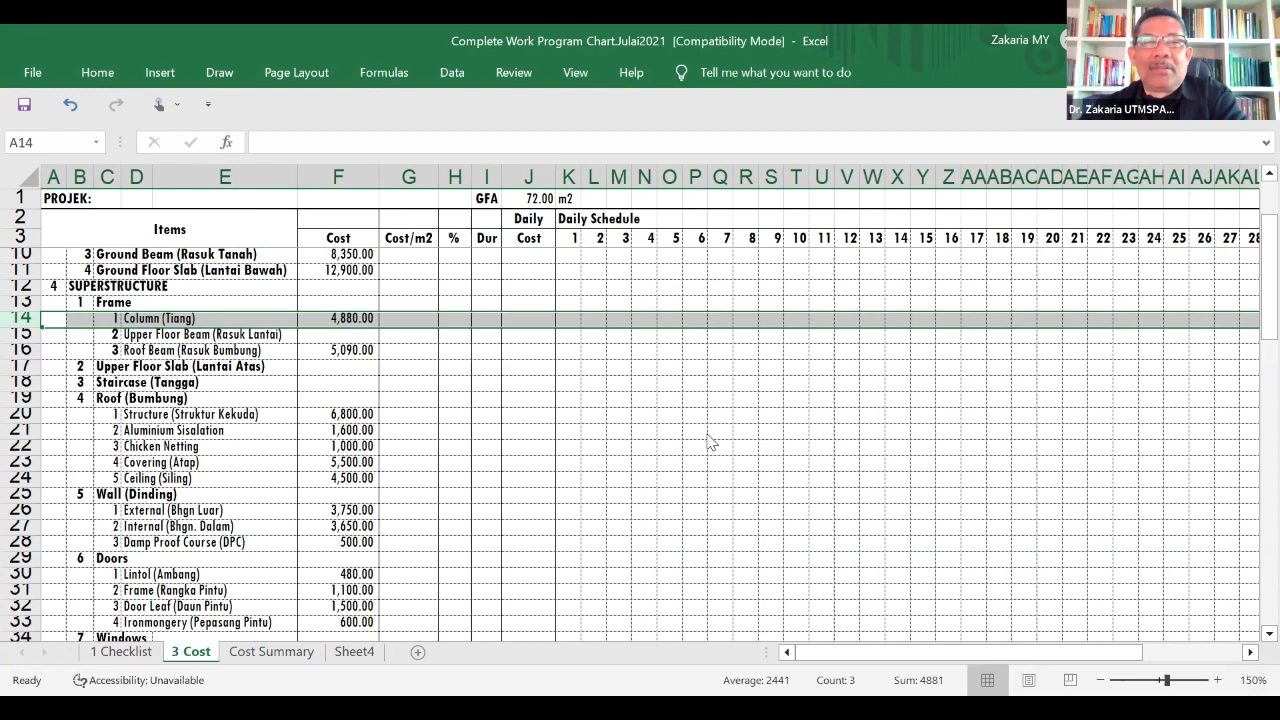 Complete Work Program Chart.Julai2021 [Compatibility Mode] - Excel
Zakaria MY
File Home Insert Draw Page Layout Formulas Data Review View Help Tell me what you want to do
Dr. Zakaria UTMSPA...
A14 fx
A B C D E F G H I J K L M N O P Q R S T U V W X Y Z AA AB AC AD AE AF AG AH AI AJ AK AL
1 PROJEK: GFA 72.00 m2
2 Items Daily Daily Schedule
3 Cost Cost/m2 % Dur Cost 1 2 3 4 5 6 7 8 9 10 11 12 13 14 15 16 17 18 19 20 21 22 23 24 25 26 27 28
10 3 Ground Beam (Rasuk Tanah) 8,350.00
11 4 Ground Floor Slab (Lantai Bawah) 12,900.00
12 4 SUPERSTRUCTURE
13 1 Frame
14 1 Column (Tiang) 4,880.00
15 2 Upper Floor Beam (Rasuk Lantai)
16 3 Roof Beam (Rasuk Bumbung) 5,090.00
17 2 Upper Floor Slab (Lantai Atas)
18 3 Staircase (Tangga)
19 4 Roof (Bumbung)
20 1 Structure (Struktur Kekuda) 6,800.00
21 2 Aluminium Sisalation 1,600.00
22 3 Chicken Netting 1,000.00
23 4 Covering (Atap) 5,500.00
24 5 Ceiling (Siling) 4,500.00
25 5 Wall (Dinding)
26 1 External (Bhgn Luar) 3,750.00
27 2 Internal (Bhgn. Dalam) 3,650.00
28 3 Damp Proof Course (DPC) 500.00
29 6 Doors
30 1 Lintol (Ambang) 480.00
31 2 Frame (Rangka Pintu) 1,100.00
32 3 Door Leaf (Daun Pintu) 1,500.00
33 4 Ironmongery (Pepasang Pintu) 600.00
34 7 Windows
1 Checklist 3 Cost Cost Summary Sheet4
Ready Accessibility: Unavailable Average: 2441 Count: 3 Sum: 4881 150%